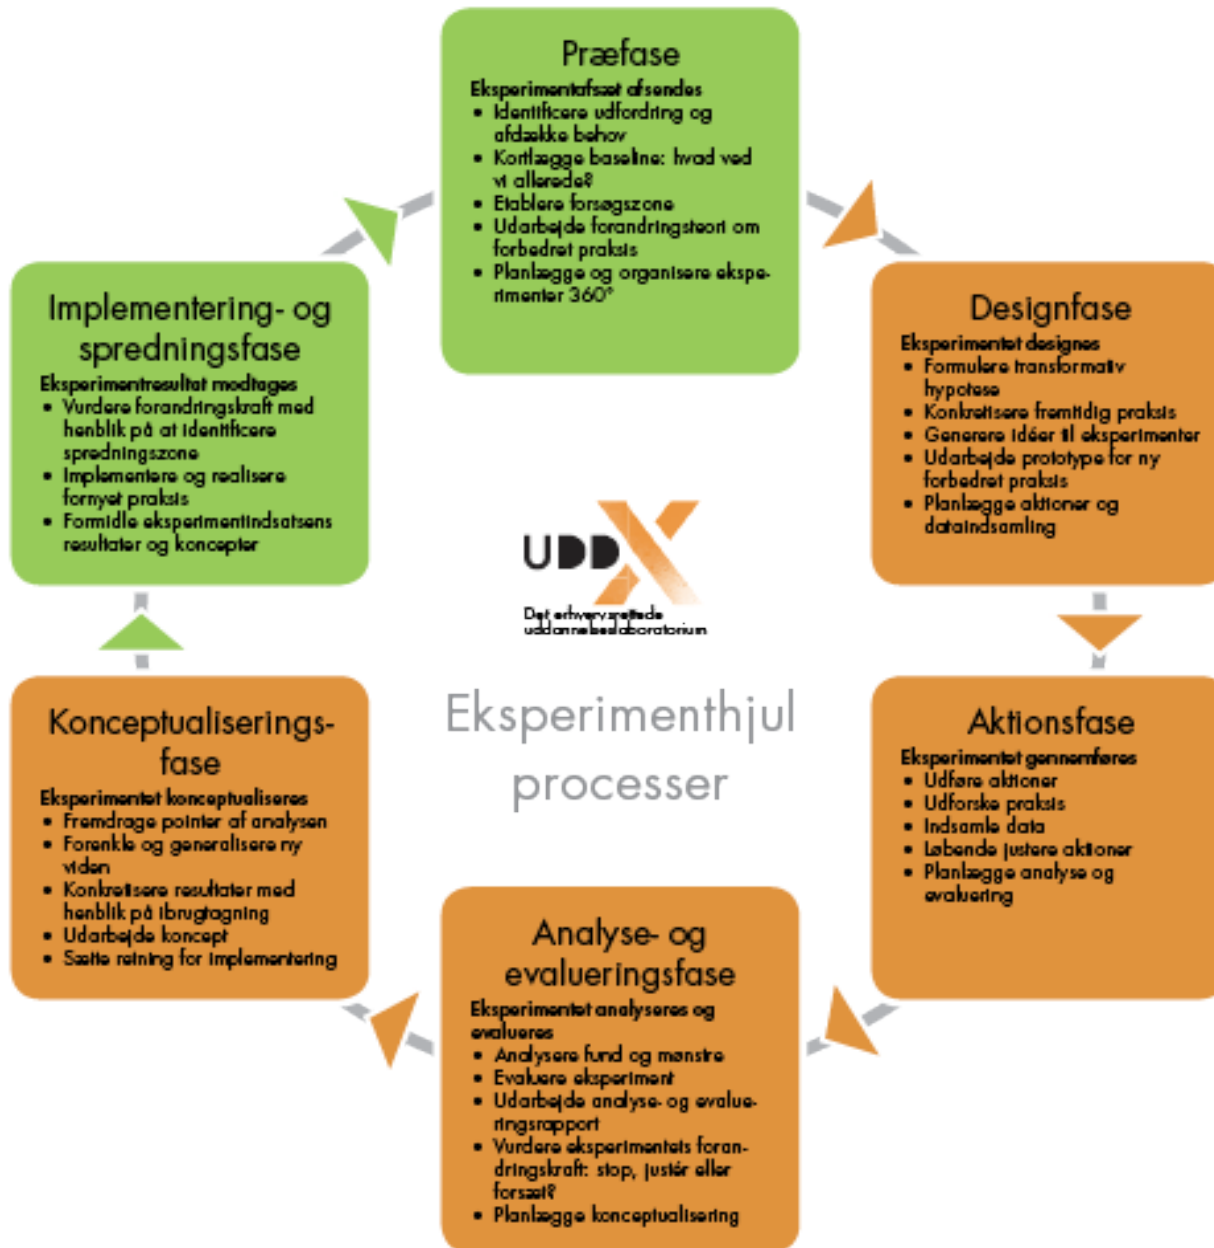 Præfase
Eksperimentafsæt afsendes
• Identificere udfordring og
afdække behov
• Kortlægge baseline: hvad ved
vi allerede?
• Etablere forsøgszone
• Udarbejde forandringsteori om
forbedret praksis
• Planlægge og organisere ekspe-
rimenter 360°
Designfase
Eksperimentet designes
• Formulere transformativ
hypotese
• Konkretisere fremtidig praksis
• Generere idéer til eksperimenter
• Udarbejde prototype for ny
forbedret praksis
• Planlægge aktioner og
dataindsamling
Aktionsfase
Eksperimentet gennemføres
• Udføre aktioner
• Udforske praksis
• Indsamle data
• Løbende justere aktioner
• Planlægge analyse og
evaluering
Analyse- og
evalueringsfase
Eksperimentet analyseres og
evalueres
• Analysere fund og mønstre
• Evaluere eksperiment
• Udarbejde analyse- og evalue-
ringsrapport
• Vurdere eksperimentets foran-
dringskraft: stop, justér eller
forsæt?
• Planlægge konceptualisering
Konceptualiserings-
fase
Eksperimentet konceptualiseres
• Fremdrage pointer af analysen
• Forenkle og generalisere ny
viden
• Konkretisere resultater med
henblik på ibrugtagning
• Udarbejde koncept
• Sætte retning for implementering
Implementering- og
spredningsfase
Eksperimentresultat modtages
• Vurdere forandringskraft med
henblik på at identificere
spredningszone
• Implementere og realisere
fornyet praksis
• Formidle eksperimentindsatsens
resultater og koncepter
UDDX
Det erhvervsrettede
uddannelseslaboratorium
Eksperimenthjul
processer